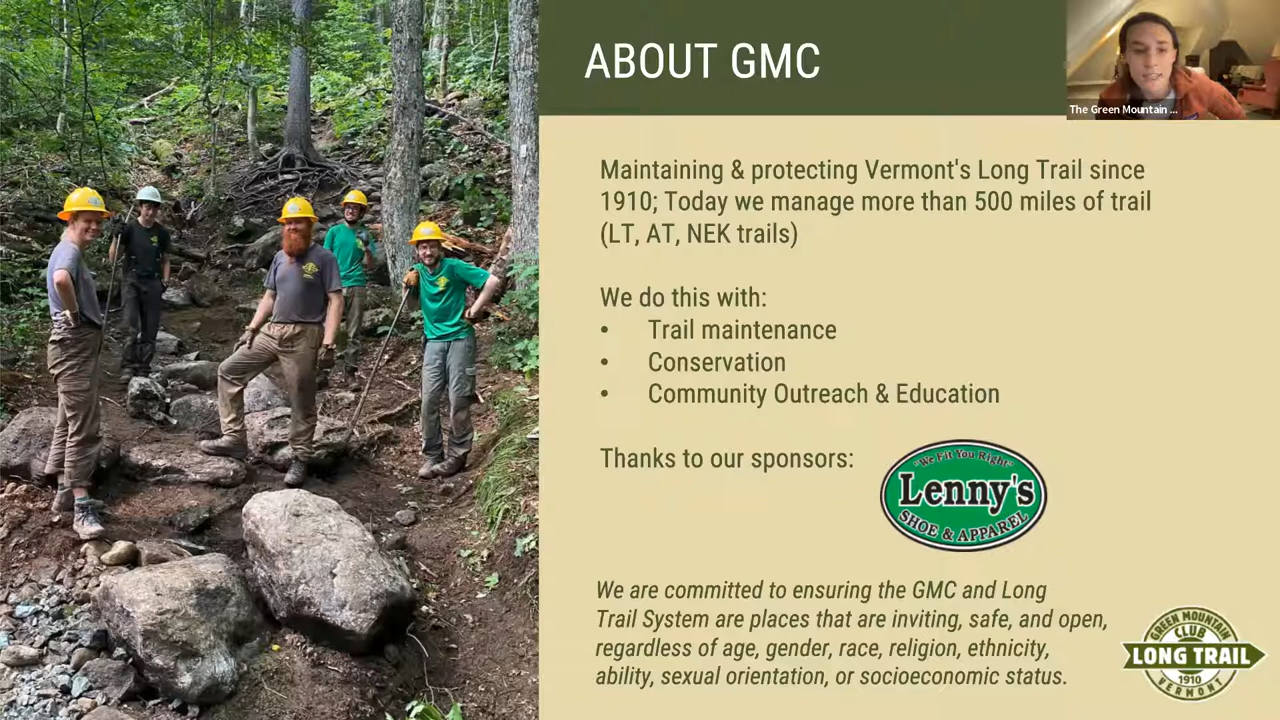 ABOUT GMC
The Green Mountain ...
Maintaining & protecting Vermont's Long Trail since
1910; Today we manage more than 500 miles of trail
(LT, AT, NEK trails)
We do this with:
• Trail maintenance
• Conservation
• Community Outreach & Education
Thanks to our sponsors:
"We Fit You Right"
Lenny's
SHOE & APPAREL
We are committed to ensuring the GMC and Long
Trail System are places that are inviting, safe, and open,
regardless of age, gender, race, religion, ethnicity,
ability, sexual orientation, or socioeconomic status.
GREEN MOUNTAIN
CLUB
LONG TRAIL
1910
VERMONT